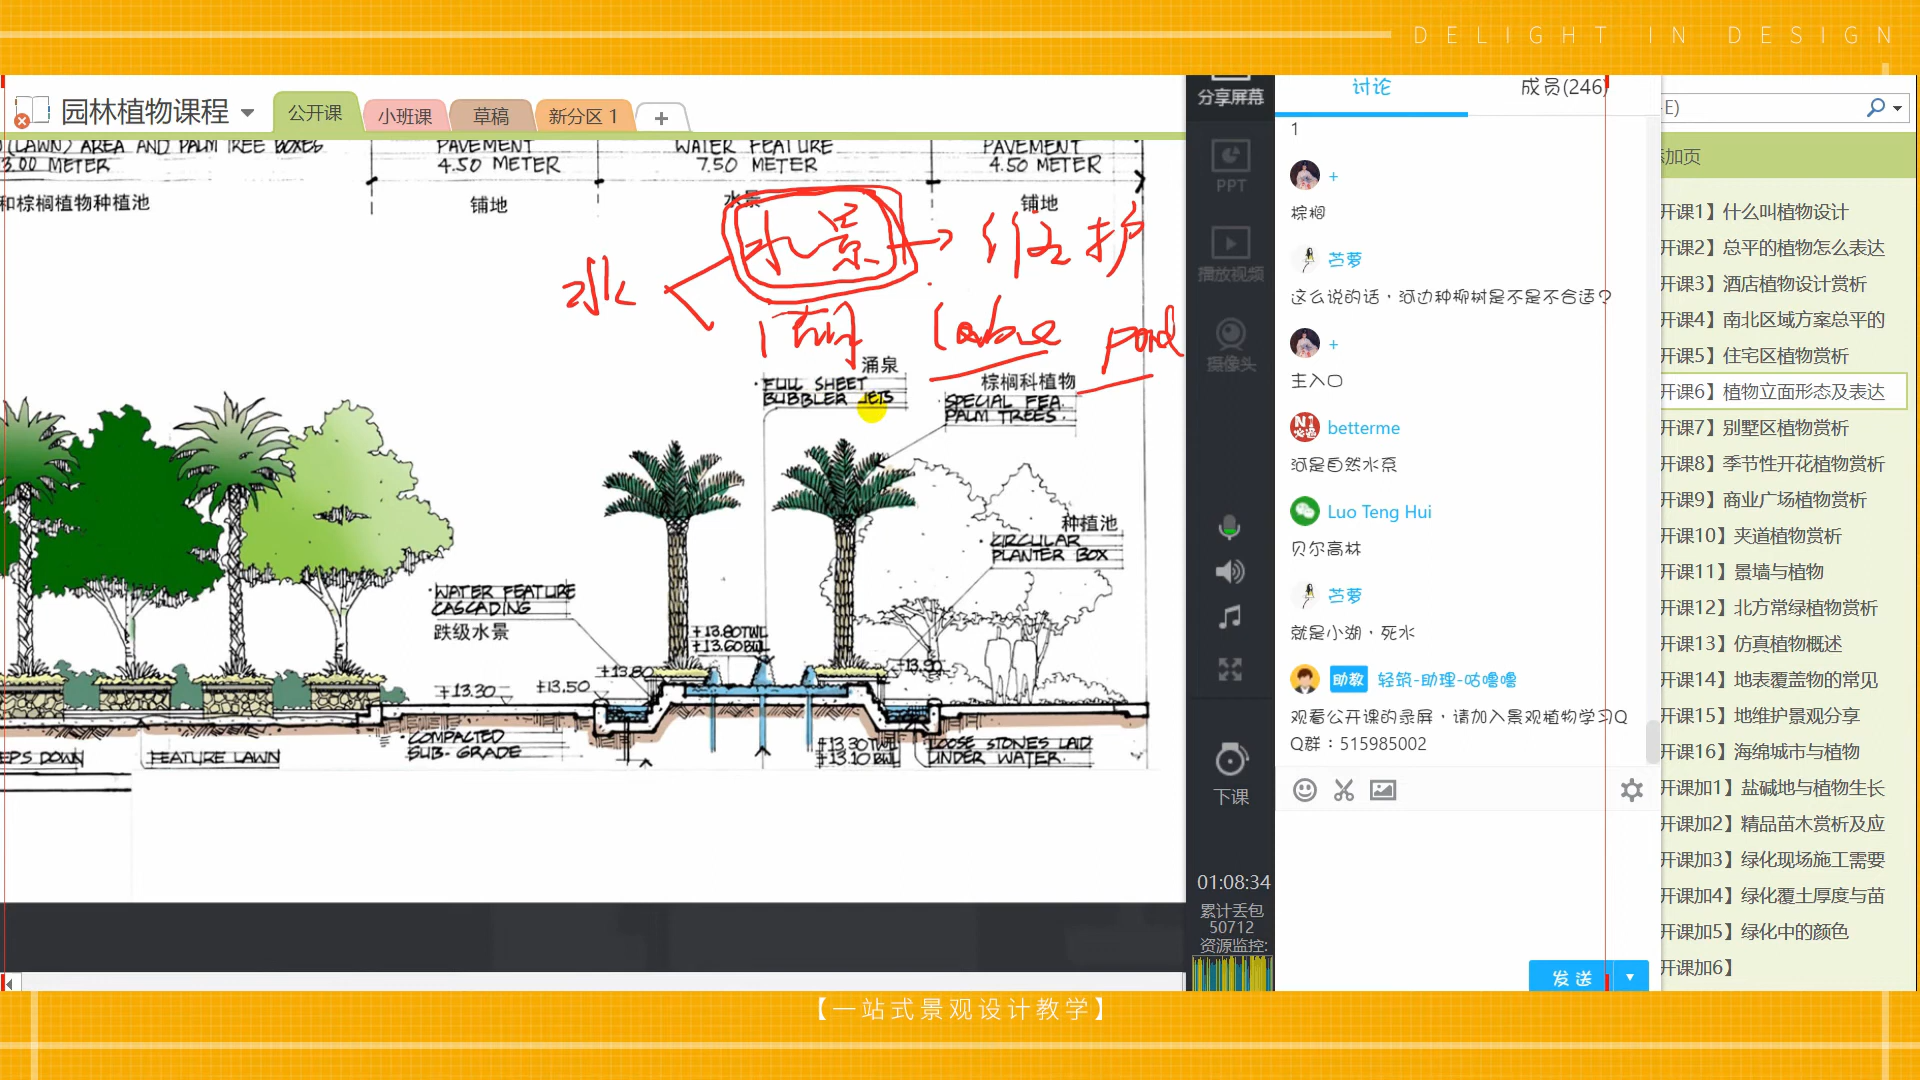 DELIGHT IN DESIGN
园林植物课程
公开课
小班课
草稿
新分区 1
(LAWN) AREA AND PALM TREE BOXES
3.00 METER
和棕榈植物种植池
PAVEMENT
4.50 METER
铺地
WATER FEATURE
7.50 METER
水景
PAVEMENT
4.50 METER
铺地
水景
维护
水
湖
pond
涌泉
FULL SHEET
BUBBLER JETS
棕榈科植物
SPECIAL FEA.
PALM TREES.
种植池
CIRCULAR
PLANTER BOX
WATER FEATURE
CASCADING
跌级水景
+13.80TWL
+13.60BWL
+13.80
+13.90
+13.30
+13.50
COMPACTED
SUB. GRADE
+13.30TWL
+13.10BWL
LOOSE STONES LAID
UNDER WATER.
EPS DOWN
FEATURE LAWN
分享屏幕
PPT
播放视频
摄像头
下课
01:08:34
累计丢包
50712
资源监控:
讨论
成员(246)
1
+
棕榈
芭萝
这么说的话，河边种柳树是不是不合适？
+
主入口
betterme
河是自然水系
Luo Teng Hui
贝尔高林
芭萝
就是小湖，死水
助教 轻筑-助理-咕噜噜
观看公开课的录屏，请加入景观植物学习Q
Q群：515985002
发送
E)
加页
开课1】什么叫植物设计
开课2】总平的植物怎么表达
开课3】酒店植物设计赏析
开课4】南北区域方案总平的
开课5】住宅区植物赏析
开课6】植物立面形态及表达
开课7】别墅区植物赏析
开课8】季节性开花植物赏析
开课9】商业广场植物赏析
开课10】夹道植物赏析
开课11】景墙与植物
开课12】北方常绿植物赏析
开课13】仿真植物概述
开课14】地表覆盖物的常见
开课15】地维护景观分享
开课16】海绵城市与植物
开课加1】盐碱地与植物生长
开课加2】精品苗木赏析及应
开课加3】绿化现场施工需要
开课加4】绿化覆土厚度与苗
开课加5】绿化中的颜色
开课加6】
【一站式景观设计教学】